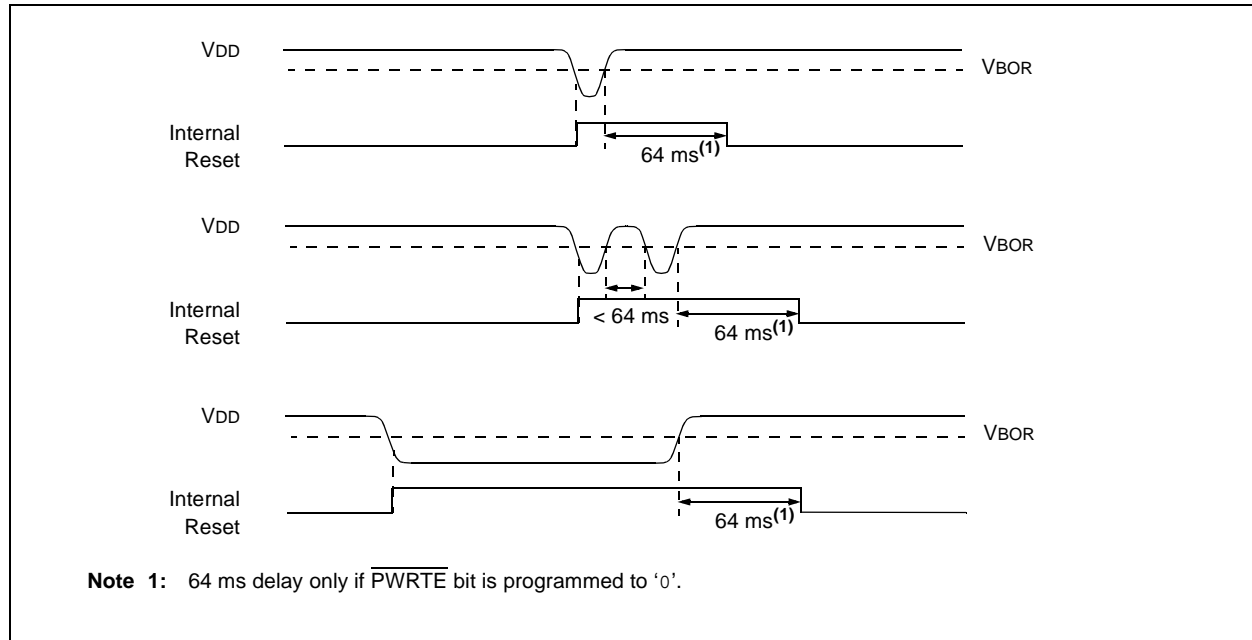 VDD
VBOR
Internal
Reset
64 ms(1)
VDD
VBOR
Internal
Reset
< 64 ms
64 ms(1)
VDD
VBOR
Internal
Reset
64 ms(1)
Note 1: 64 ms delay only if PWRTE bit is programmed to ‘0’.